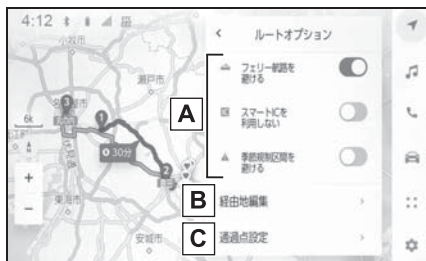 4:12
ルートオプション
フェリー航路を
避ける
スマートICを
利用しない
季節規制区間を
避ける
A
B
経由地編集
C
通過点設定
小牧市
瀬戸市
3
1
6k
30分
2
東海市
安城市